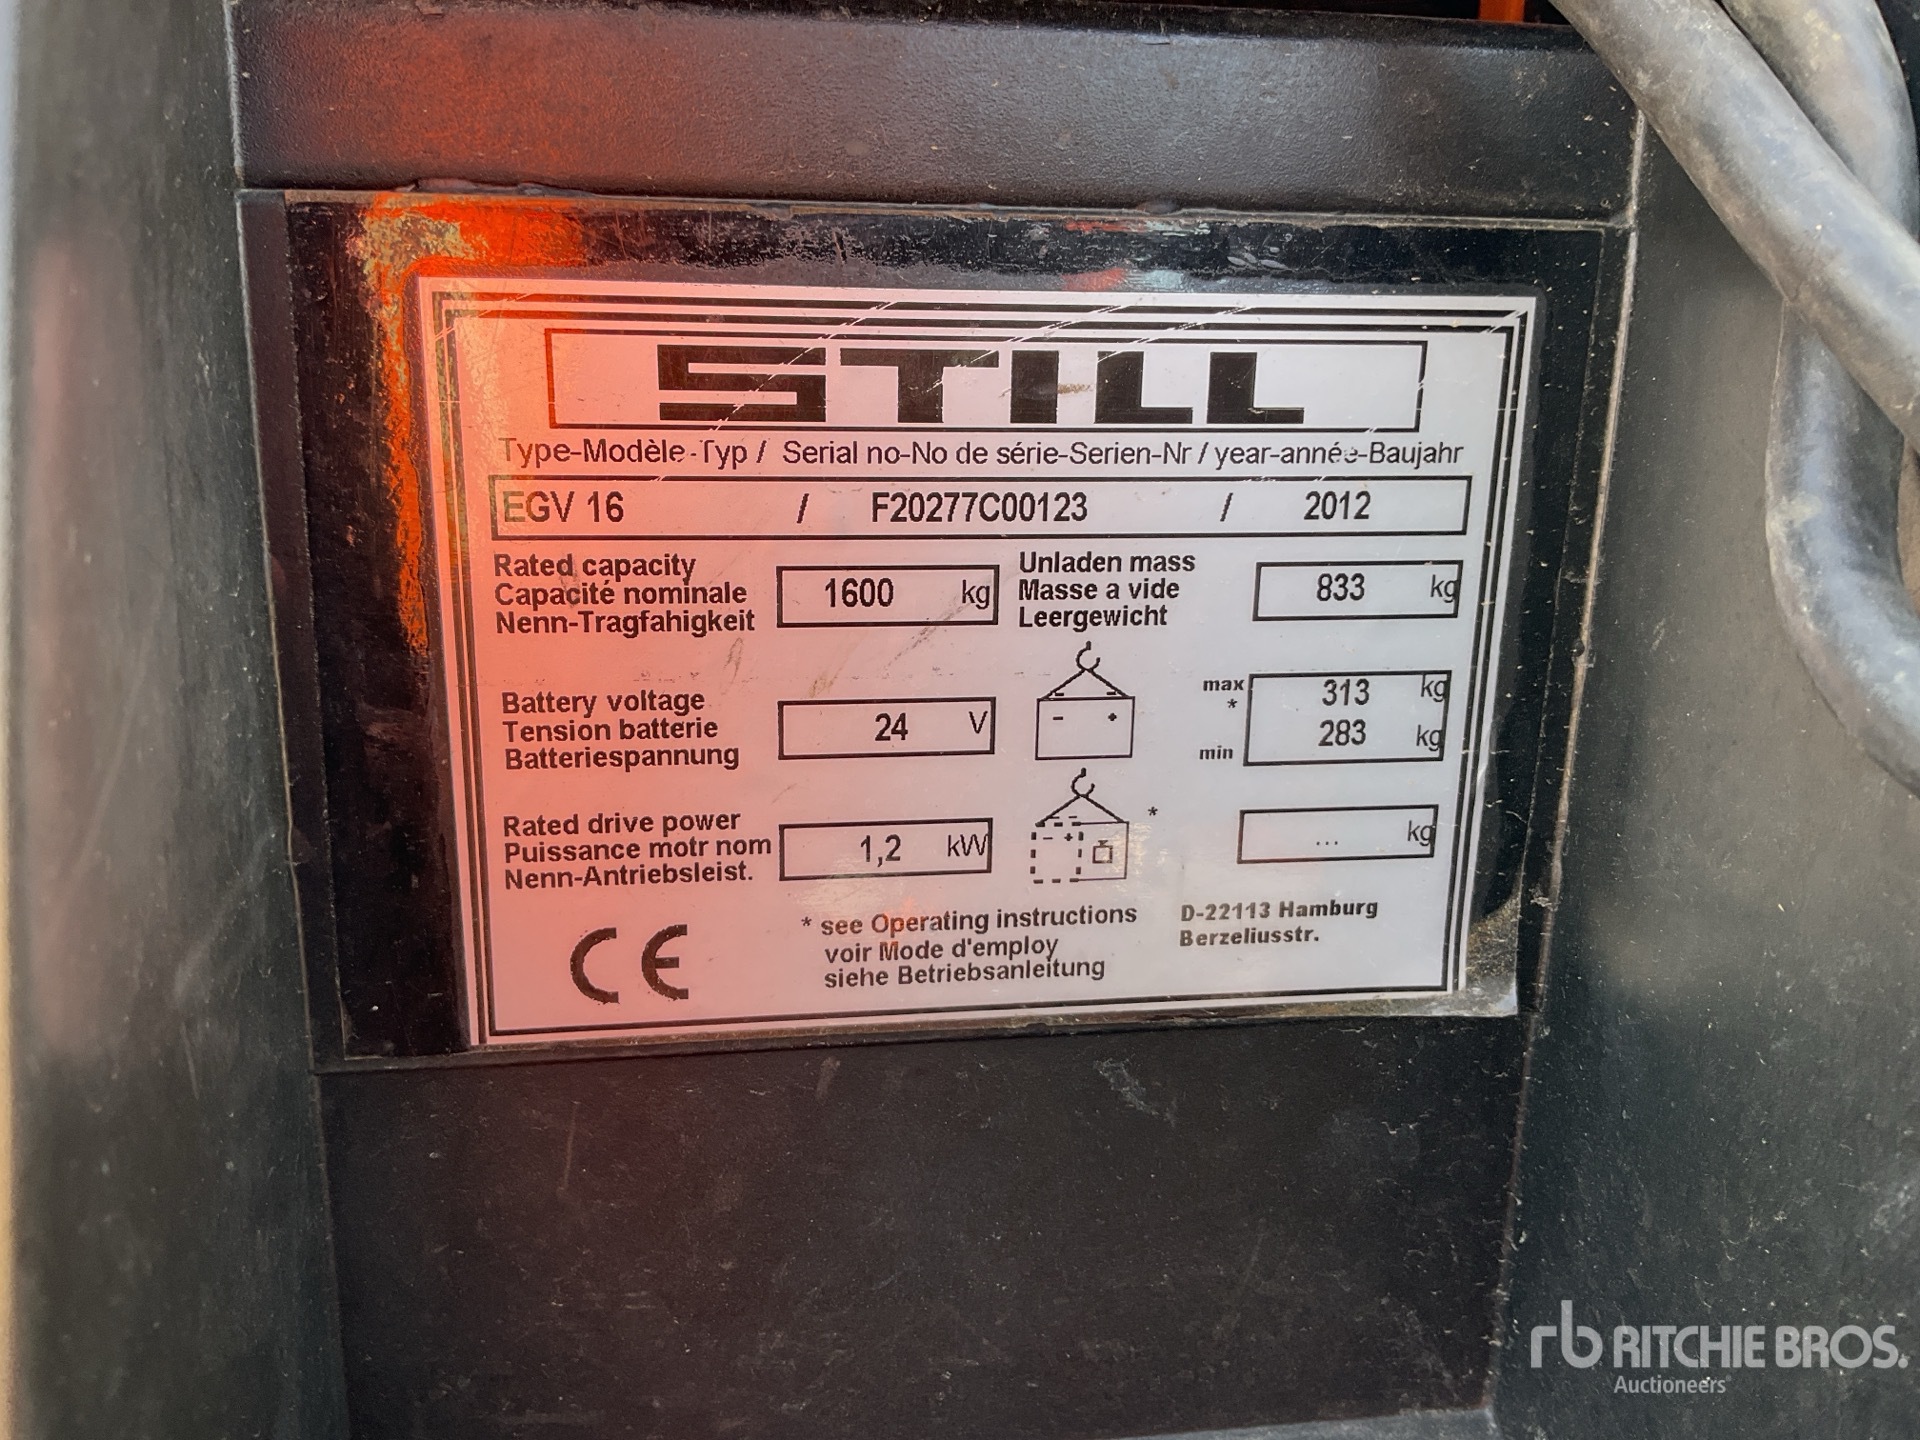 STILL
Type-Modèle-Typ / Serial no-No de série-Serien-Nr / year-année-Baujahr
EGV 16 / F20277C00123 / 2012
Rated capacity
Capacité nominale
Nenn-Tragfahigkeit
1600 kg
Unladen mass
Masse a vide
Leergewicht
833 kg
Battery voltage
Tension batterie
Batteriespannung
24 V
- +
max 313 kg
*
min 283 kg
Rated drive power
Puissance motr nom
Nenn-Antriebsleist.
1,2 kW
- +
*
... kg
CE
* see Operating instructions
voir Mode d'employ
siehe Betriebsanleitung
D-22113 Hamburg
Berzeliusstr.
rb RITCHIE BROS.
Auctioneers